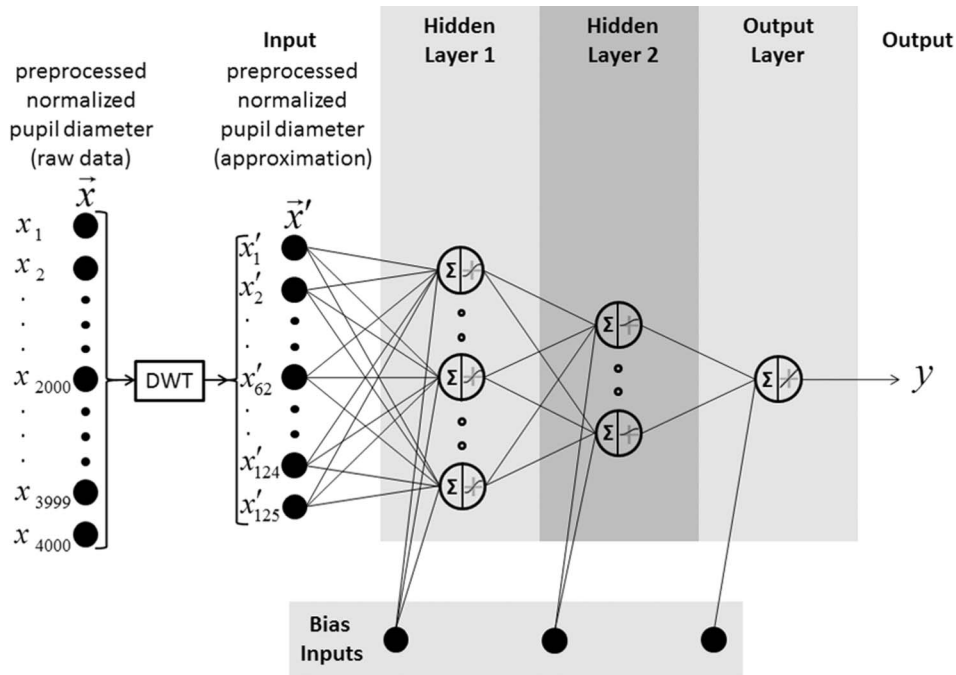 Input
Hidden
Layer 1
Hidden
Layer 2
Output
Layer
Output
preprocessed
normalized
pupil diameter
(raw data)
preprocessed
normalized
pupil diameter
(approximation)
x⃗
x⃗′
x₁
x₂
x₂₀₀₀
x₃₉₉₉
x₄₀₀₀
DWT
x′₁
x′₂
x′₆₂
x′₁₂₄
x′₁₂₅
Σ
Σ
Σ
Σ
Σ
Σ
y
Bias
Inputs